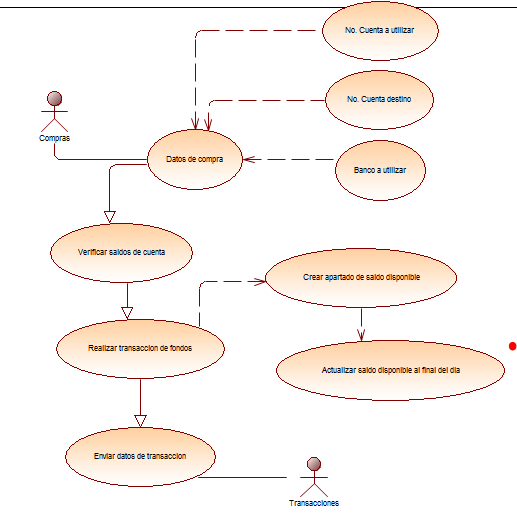 No. Cuenta a utilizar
No. Cuenta destino
Compras
Datos de compra
Banco a utilizar
Verificar saldos de cuenta
Crear apartado de saldo disponible
Realizar transaccion de fondos
Actualizar saldo disponible al final del dia
Enviar datos de transaccion
Transacciones